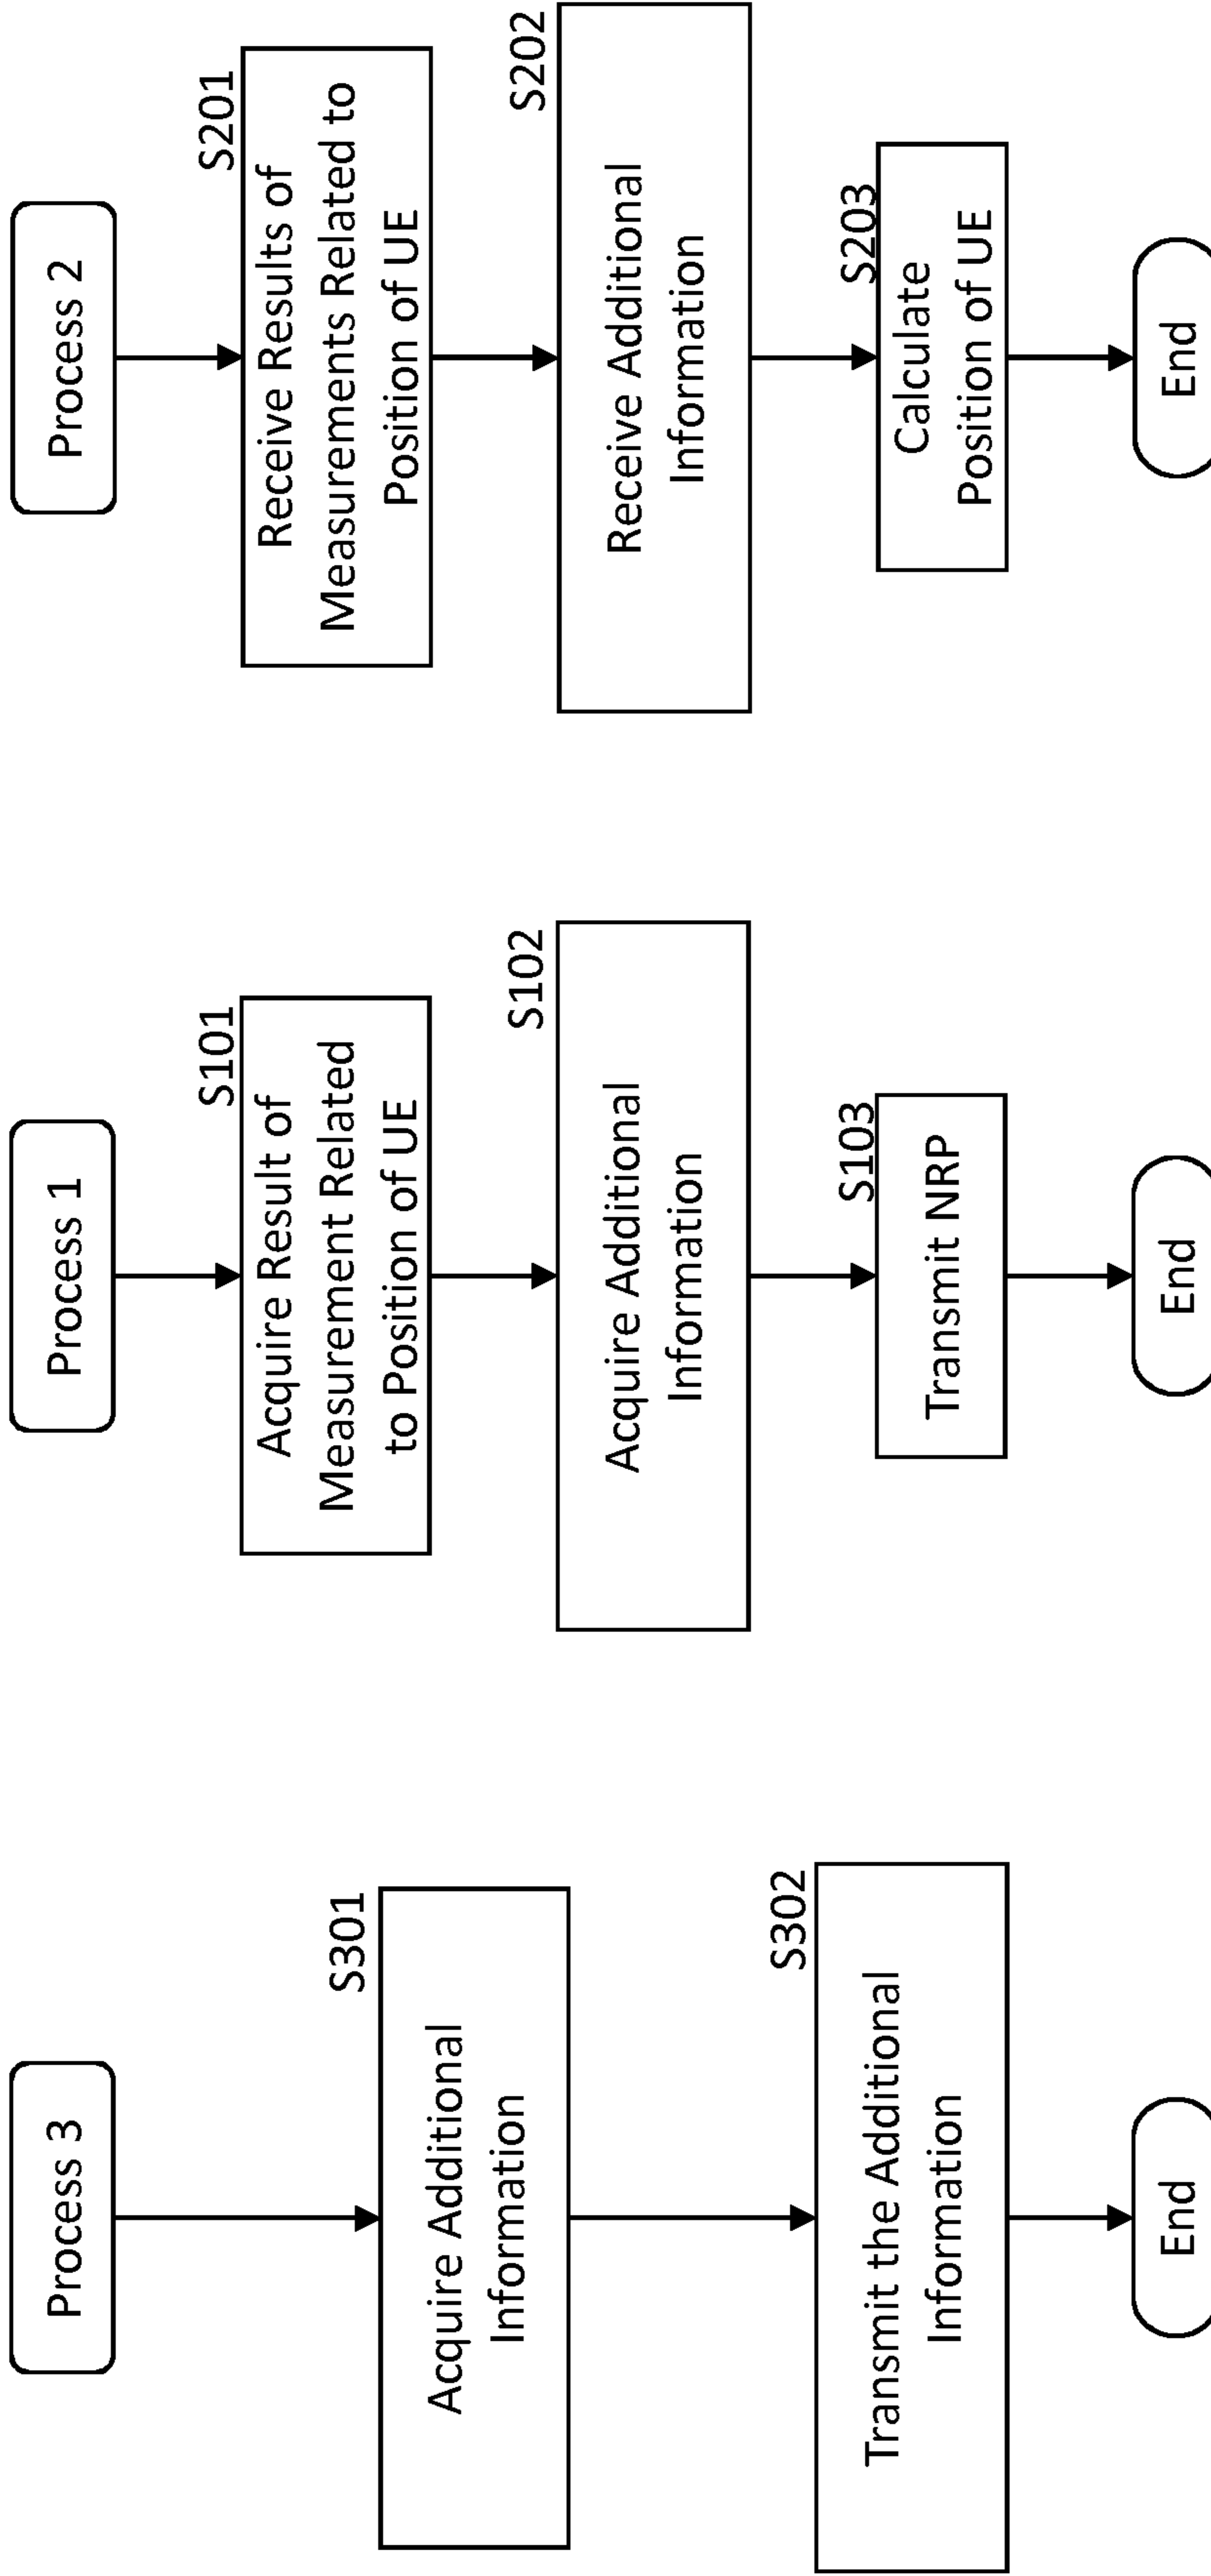 Process 3
S301
Acquire Additional
Information
S302
Transmit the Additional
Information
End
Process 1
S101
Acquire Result of
Measurement Related
to Position of UE
S102
Acquire Additional
Information
S103
Transmit NRP
End
Process 2
S201
Receive Results of
Measurements Related to
Position of UE
S202
Receive Additional
Information
S203
Calculate
Position of UE
End